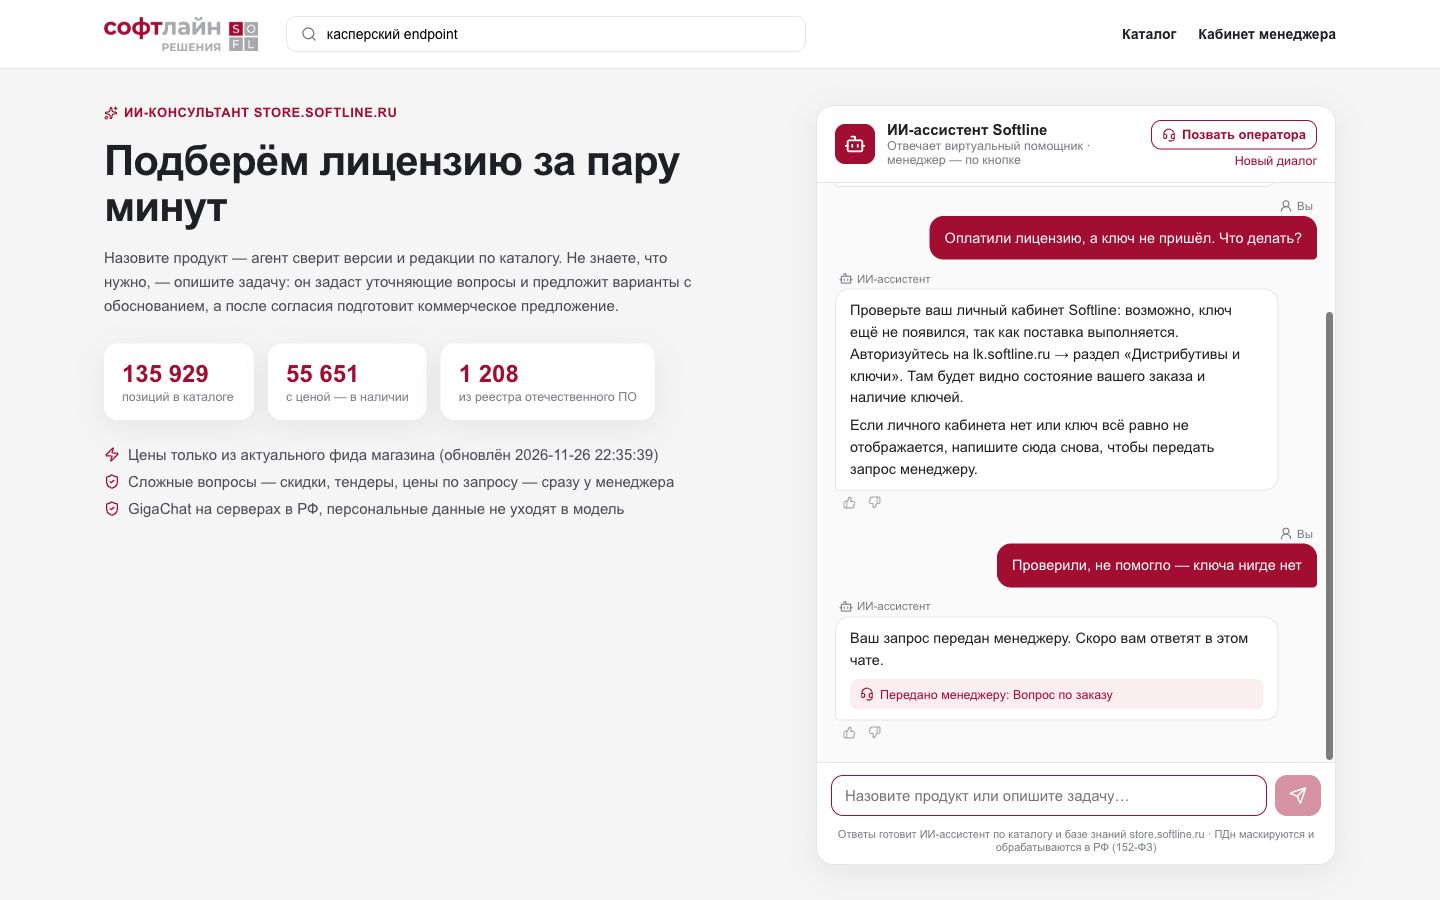 софтлайн
РЕШЕНИЯ
S O
F L
касперский endpoint
Каталог
Кабинет менеджера
ИИ-КОНСУЛЬТАНТ STORE.SOFTLINE.RU
Подберём лицензию за пару
минут
Назовите продукт — агент сверит версии и редакции по каталогу. Не знаете, что
нужно, — опишите задачу: он задаст уточняющие вопросы и предложит варианты с
обоснованием, а после согласия подготовит коммерческое предложение.
135 929
позиций в каталоге
55 651
с ценой — в наличии
1 208
из реестра отечественного ПО
Цены только из актуального фида магазина (обновлён 2026-11-26 22:35:39)
Сложные вопросы — скидки, тендеры, цены по запросу — сразу у менеджера
GigaChat на серверах в РФ, персональные данные не уходят в модель
ИИ-ассистент Softline
Отвечает виртуальный помощник ·
менеджер — по кнопке
Позвать оператора
Новый диалог
Вы
Оплатили лицензию, а ключ не пришёл. Что делать?
ИИ-ассистент
Проверьте ваш личный кабинет Softline: возможно, ключ
ещё не появился, так как поставка выполняется.
Авторизуйтесь на lk.softline.ru → раздел «Дистрибутивы и
ключи». Там будет видно состояние вашего заказа и
наличие ключей.
Если личного кабинета нет или ключ всё равно не
отображается, напишите сюда снова, чтобы передать
запрос менеджеру.
Вы
Проверили, не помогло — ключа нигде нет
ИИ-ассистент
Ваш запрос передан менеджеру. Скоро вам ответят в этом
чате.
Передано менеджеру: Вопрос по заказу
Назовите продукт или опишите задачу…
Ответы готовит ИИ-ассистент по каталогу и базе знаний store.softline.ru · ПДн маскируются и
обрабатываются в РФ (152-ФЗ)